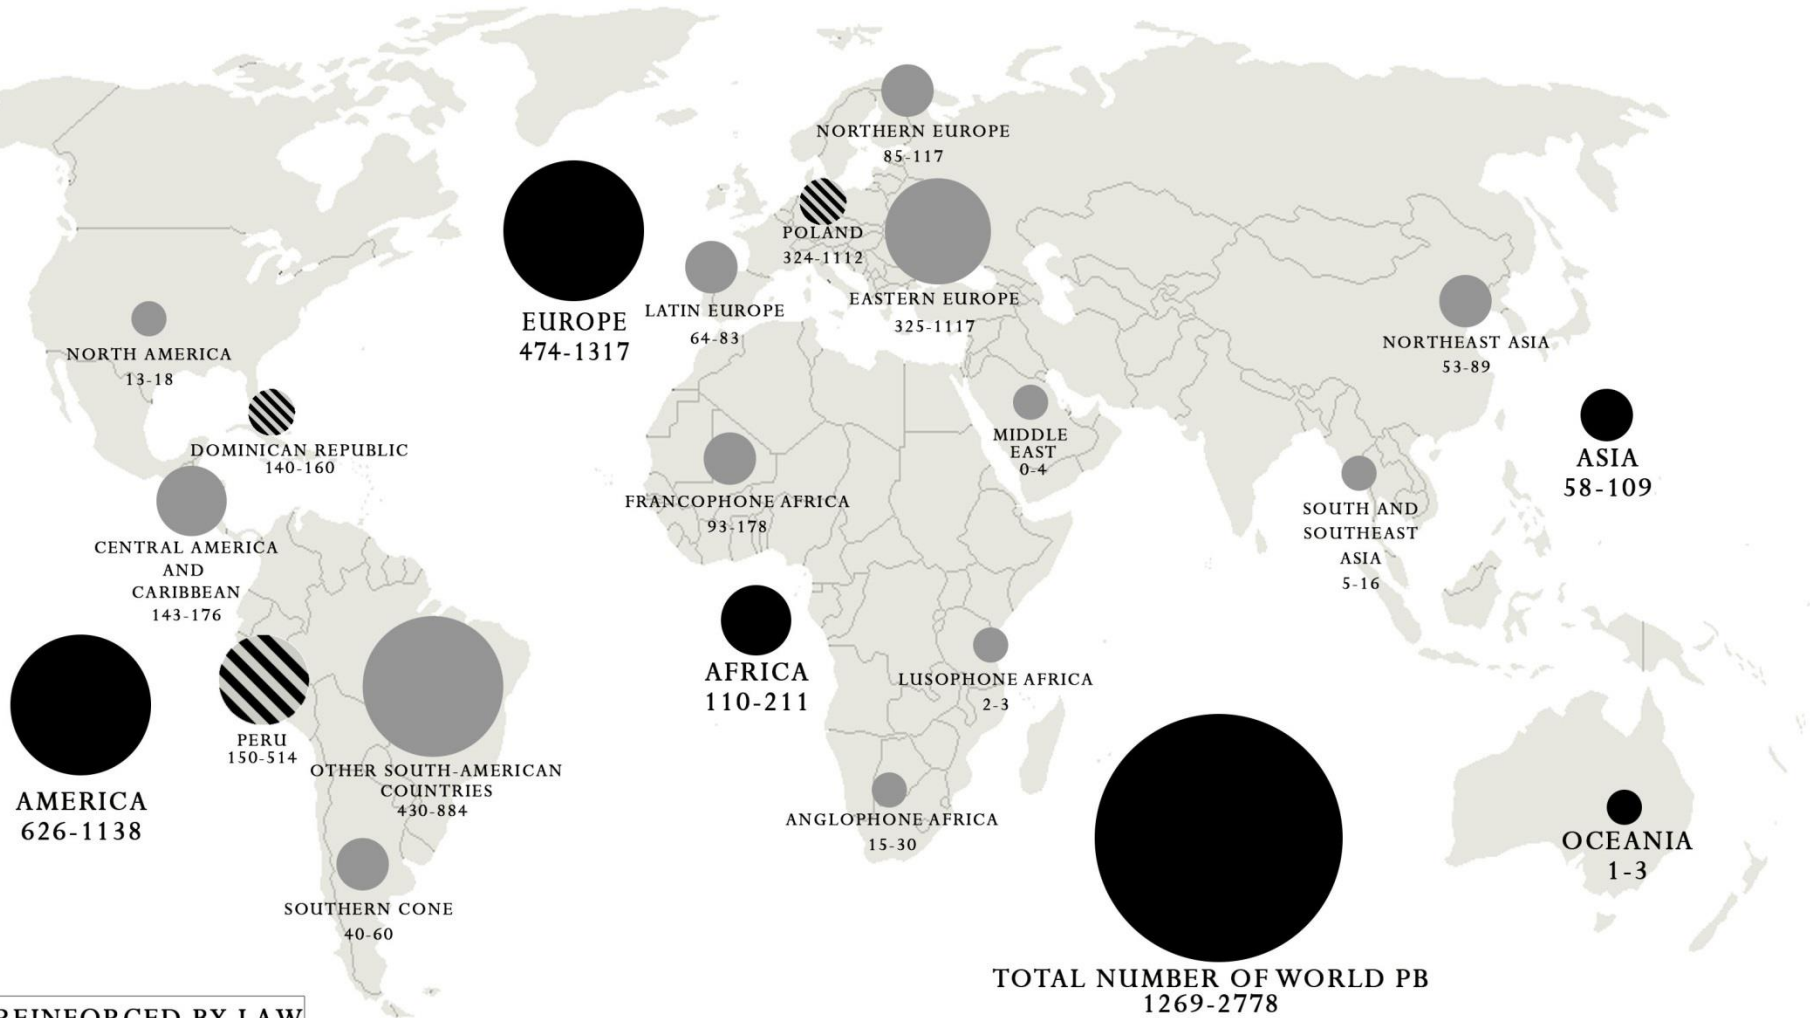 NORTHERN EUROPE
85-117
POLAND
324-1112
EASTERN EUROPE
325-1117
LATIN EUROPE
64-83
EUROPE
474-1317
NORTH AMERICA
13-18
DOMINICAN REPUBLIC
140-160
CENTRAL AMERICA
AND
CARIBBEAN
143-176
NORTHEAST ASIA
53-89
ASIA
58-109
MIDDLE
EAST
0-4
SOUTH AND
SOUTHEAST
ASIA
5-16
FRANCOPHONE AFRICA
93-178
AFRICA
110-211
LUSOPHONE AFRICA
2-3
ANGLOPHONE AFRICA
15-30
PERU
150-514
OTHER SOUTH-AMERICAN
COUNTRIES
430-884
AMERICA
626-1138
SOUTHERN CONE
40-60
OCEANIA
1-3
TOTAL NUMBER OF WORLD PB
1269-2778
REINFORCED BY LAW